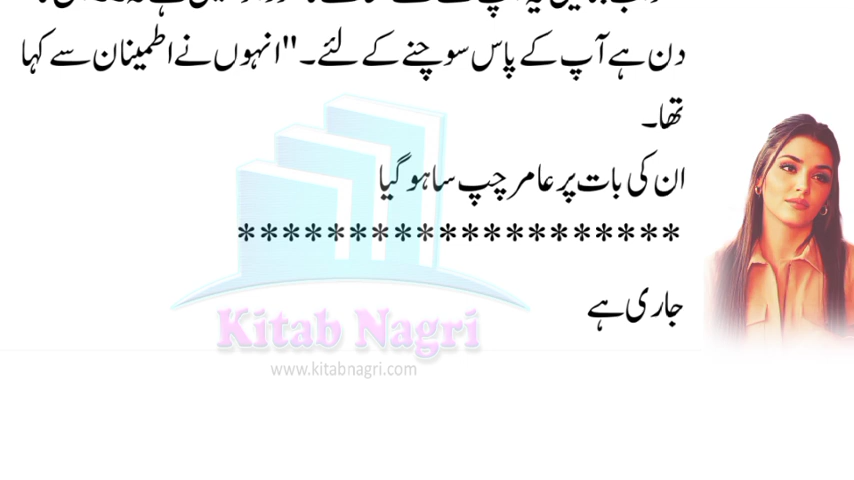 دن ہے آپ کے پاس سوچنے کے لئے۔" انہوں نے اطمینان سے کہا
تھا۔
ان کی بات پر عامر چپ سا ہو گیا
********************
جاری ہے
Kitab Nagri
www.kitabnagri.com